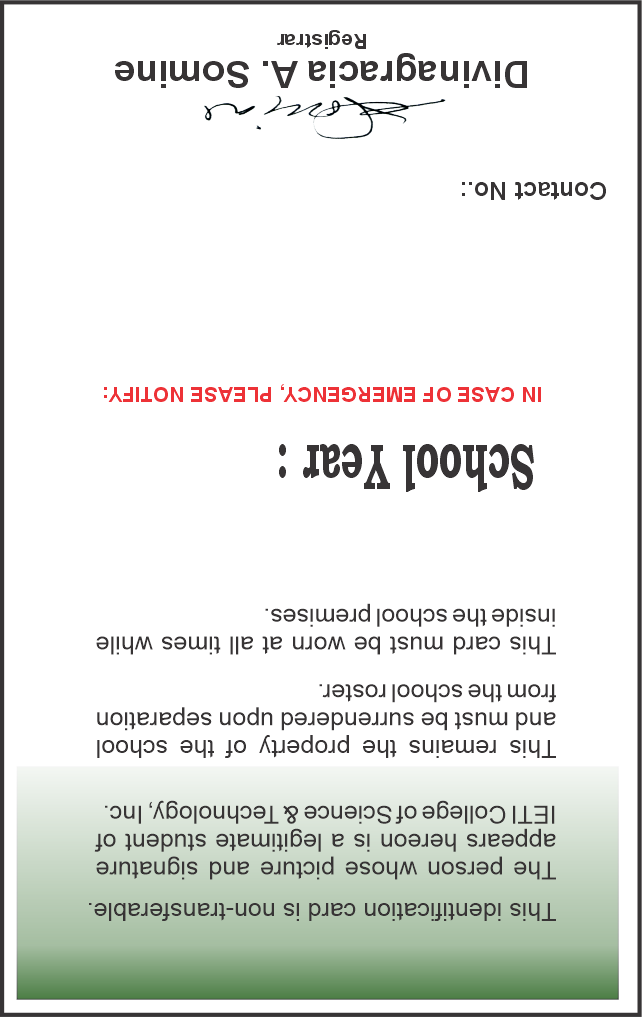 This identification card is non-transferable.
The person whose picture and signature
appears hereon is a legitimate student of
IETI College of Science & Technology, Inc.
This remains the property of the school
and must be surrendered upon separation
from the school roster.
This card must be worn at all times while
inside the school premises.
School Year :
IN CASE OF EMERGENCY, PLEASE NOTIFY:
Contact No.:
Somine
Divinagracia A. Somine
Registrar